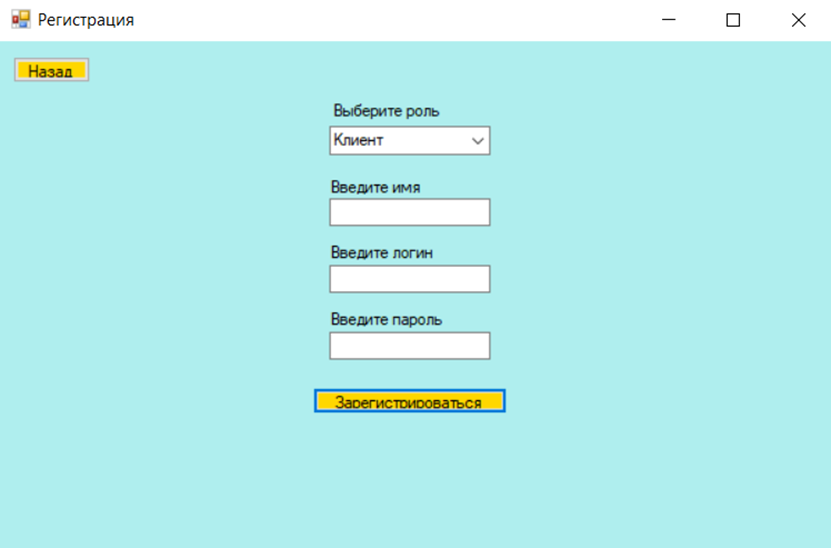 Регистрация
Назад
Выберите роль
Клиент
Введите имя
Введите логин
Введите пароль
Зарегистрироваться